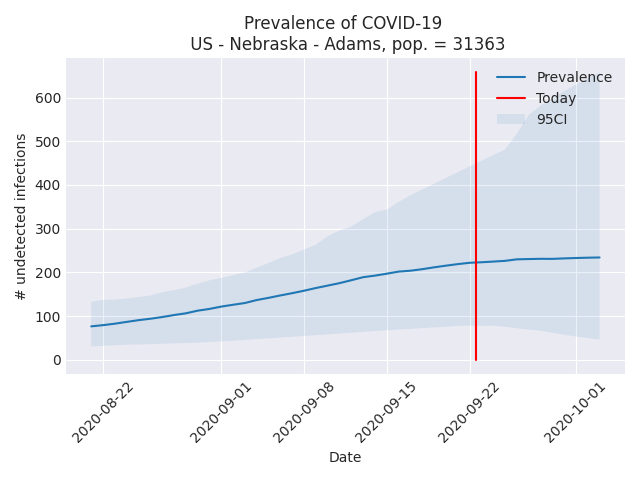 Prevalence of COVID-19
US - Nebraska - Adams, pop. = 31363
Prevalence
Today
95CI
# undetected infections
600
500
400
300
200
100
0
2020-08-22
2020-09-01
2020-09-08
2020-09-15
2020-09-22
2020-10-01
Date